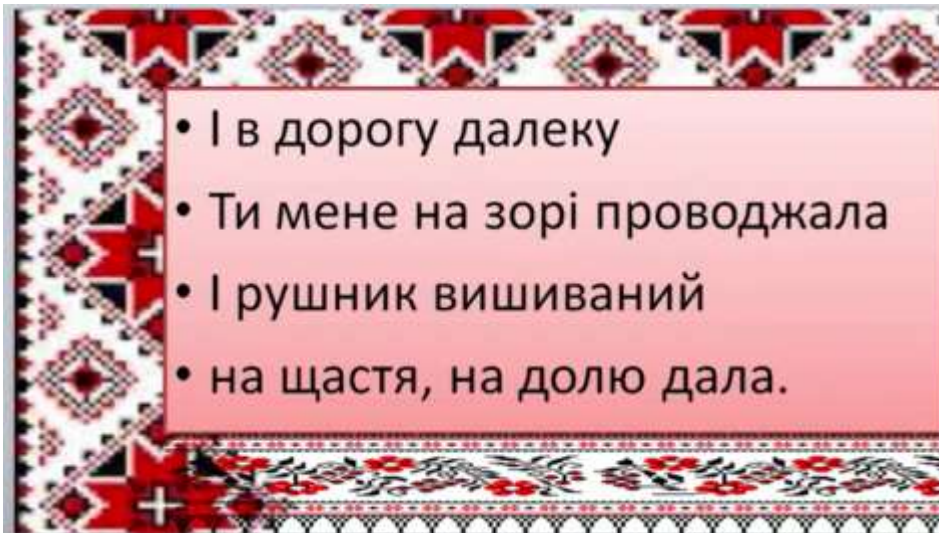 • І в дорогу далеку
• Ти мене на зорі проводжала
• І рушник вишиваний
• на щастя, на долю дала.